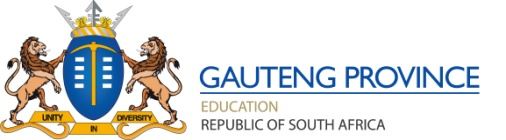 UNITY
IN
DIVERSITY
GAUTENG PROVINCE
EDUCATION
REPUBLIC OF SOUTH AFRICA